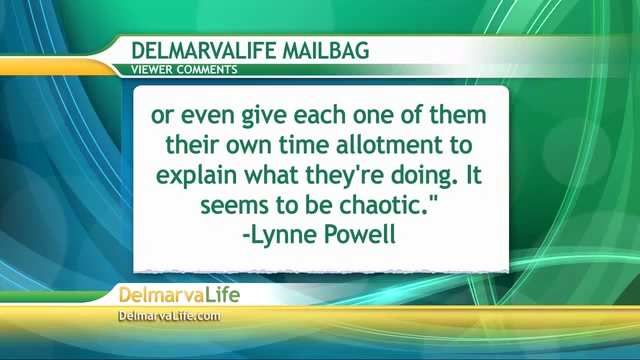 DELMARVALIFE MAILBAG
VIEWER COMMENTS
or even give each one of them
their own time allotment to
explain what they're doing. It
seems to be chaotic."
-Lynne Powell
DelmarvaLife
DelmarvaLife.com